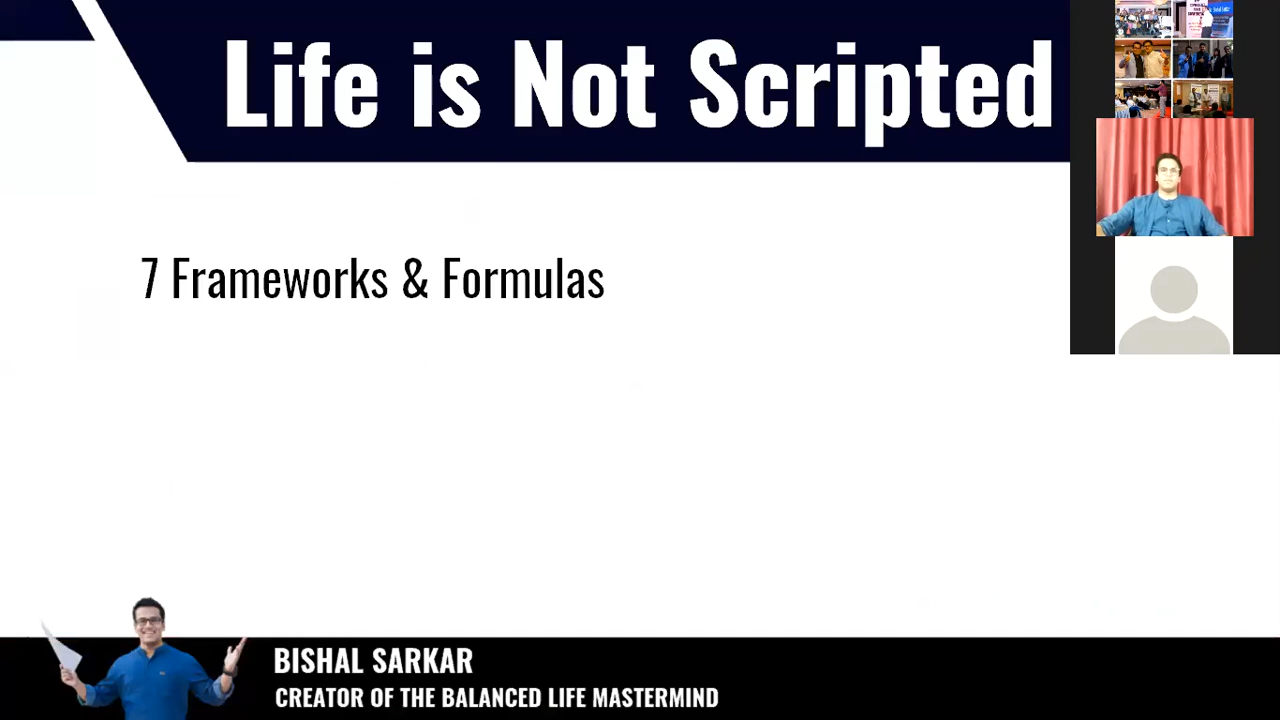 Life is Not Scripted
7 Frameworks & Formulas
BISHAL SARKAR
CREATOR OF THE BALANCED LIFE MASTERMIND